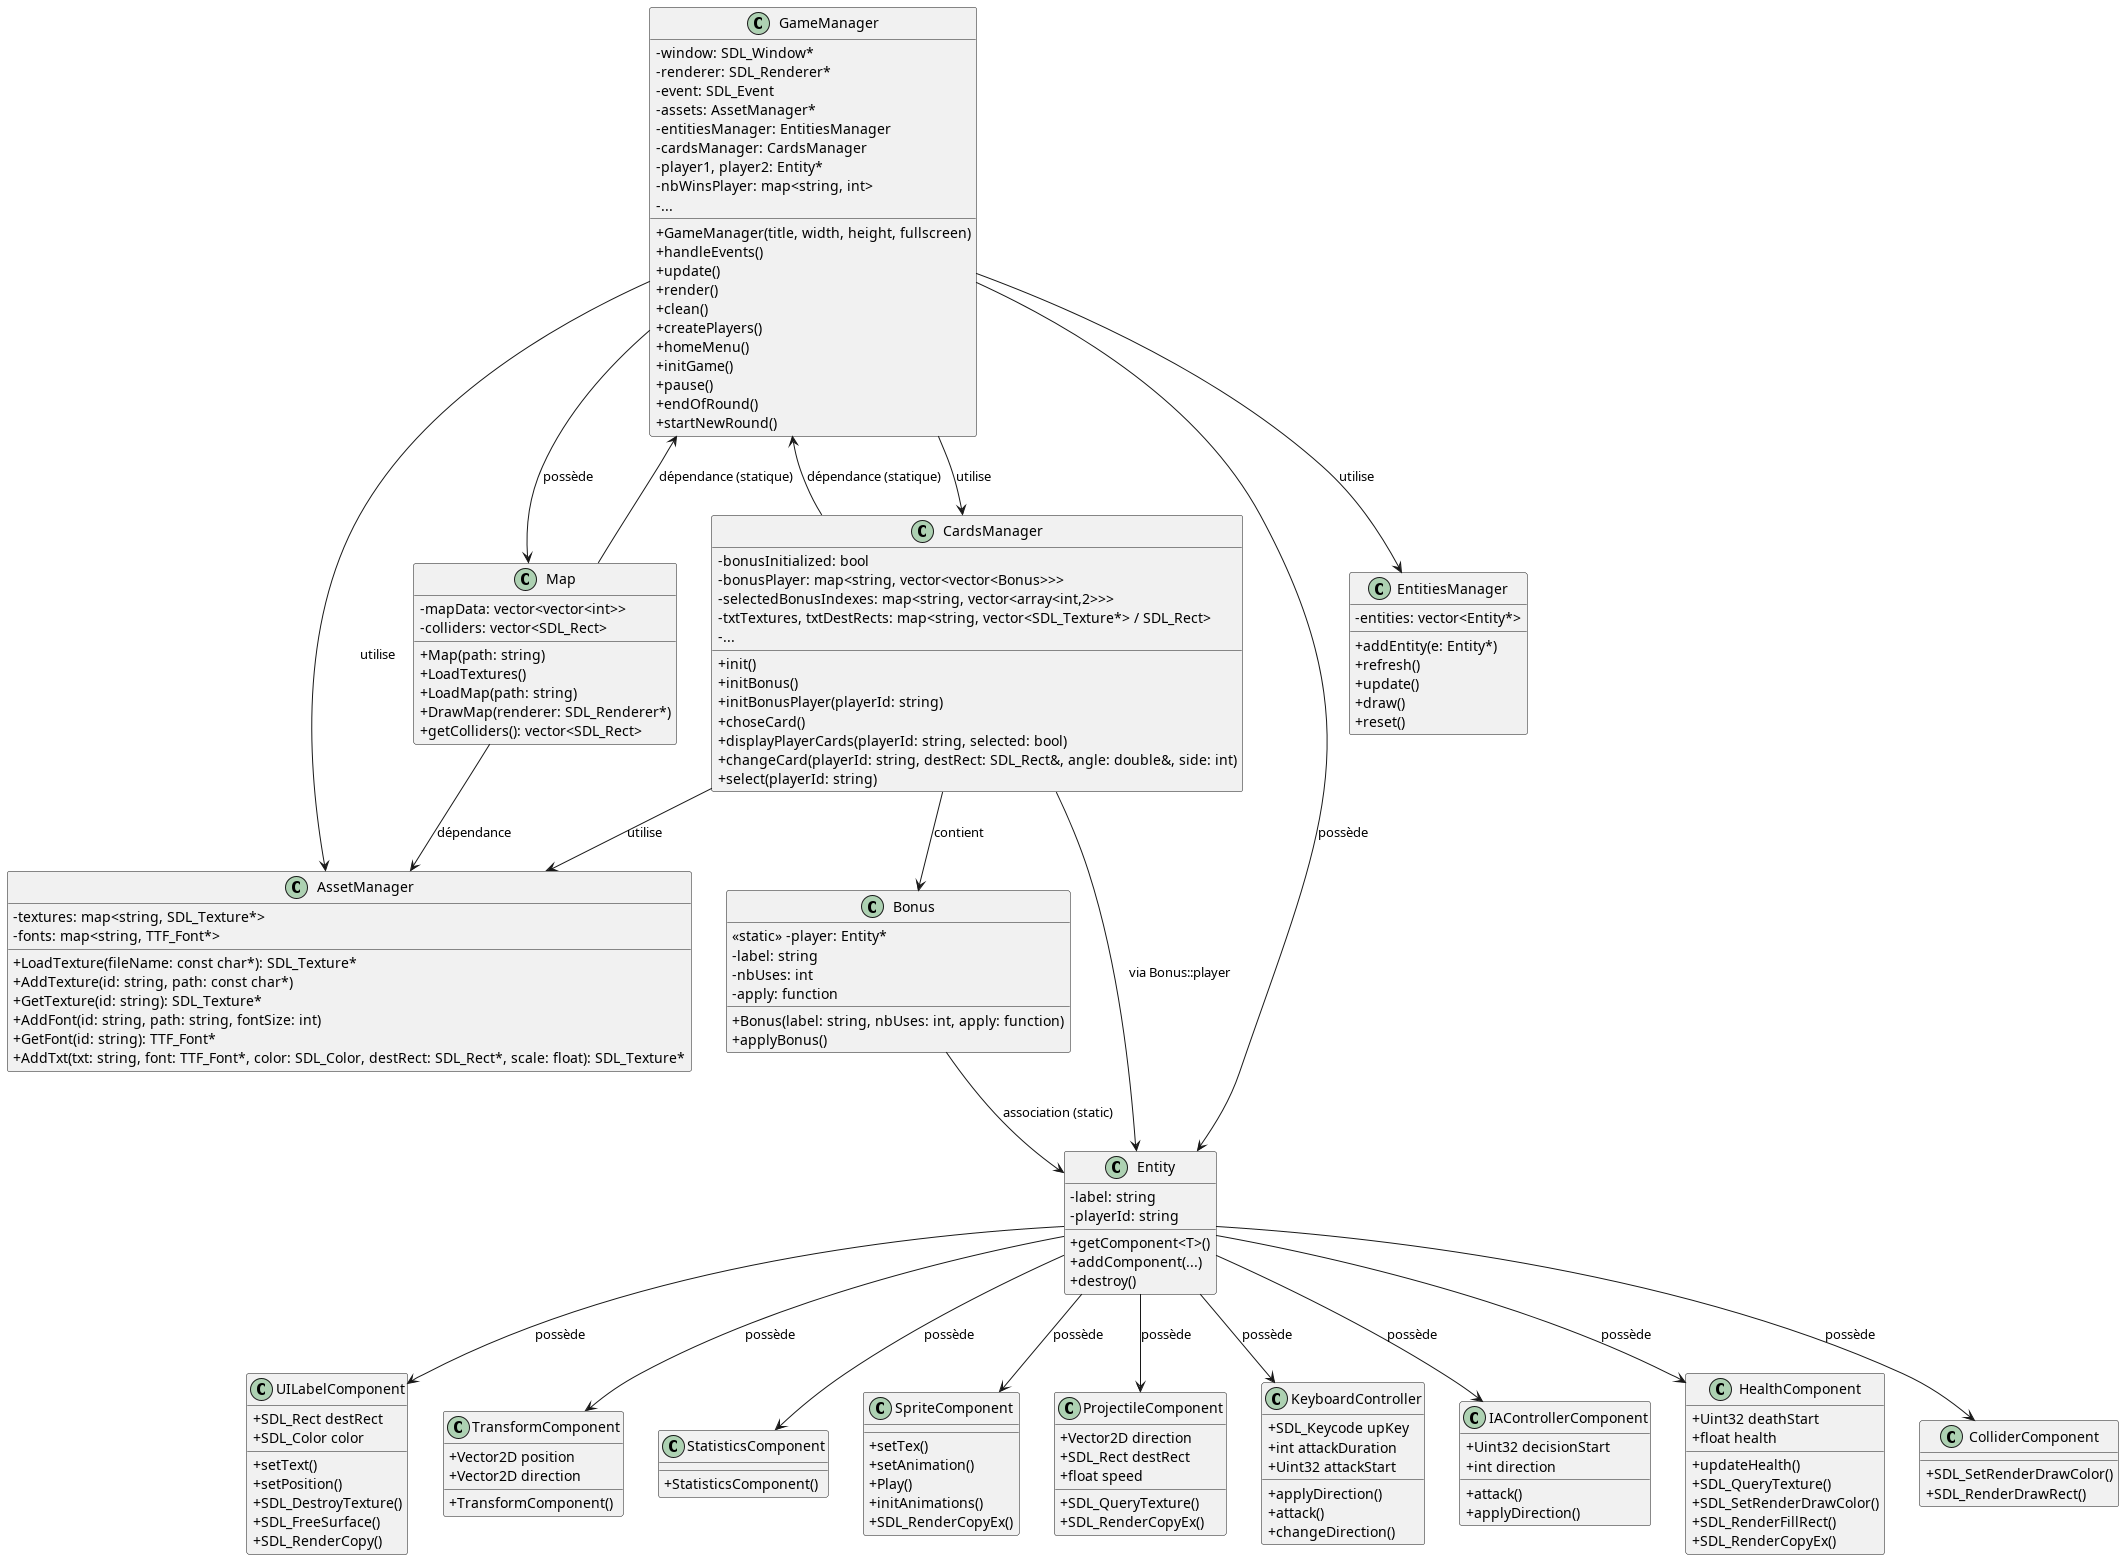 C GameManager
-window: SDL_Window*
-renderer: SDL_Renderer*
-event: SDL_Event
-assets: AssetManager*
-entitiesManager: EntitiesManager
-cardsManager: CardsManager
-player1, player2: Entity*
-nbWinsPlayer: map<string, int>
-...
+GameManager(title, width, height, fullscreen)
+handleEvents()
+update()
+render()
+clean()
+createPlayers()
+homeMenu()
+initGame()
+pause()
+endOfRound()
+startNewRound()
possède
dépendance (statique)
dépendance (statique)
utilise
utilise
C Map
-mapData: vector<vector<int>>
-colliders: vector<SDL_Rect>
+Map(path: string)
+LoadTextures()
+LoadMap(path: string)
+DrawMap(renderer: SDL_Renderer*)
+getColliders(): vector<SDL_Rect>
C CardsManager
-bonusInitialized: bool
-bonusPlayer: map<string, vector<vector<Bonus>>>
-selectedBonusIndexes: map<string, vector<array<int,2>>>
-txtTextures, txtDestRects: map<string, vector<SDL_Texture*> / SDL_Rect>
-...
+init()
+initBonus()
+initBonusPlayer(playerId: string)
+choseCard()
+displayPlayerCards(playerId: string, selected: bool)
+changeCard(playerId: string, destRect: SDL_Rect&, angle: double&, side: int)
+select(playerId: string)
C EntitiesManager
-entities: vector<Entity*>
+addEntity(e: Entity*)
+refresh()
+update()
+draw()
+reset()
utilise
dépendance
utilise
contient
possède
C AssetManager
-textures: map<string, SDL_Texture*>
-fonts: map<string, TTF_Font*>
+LoadTexture(fileName: const char*): SDL_Texture*
+AddTexture(id: string, path: const char*)
+GetTexture(id: string): SDL_Texture*
+AddFont(id: string, path: string, fontSize: int)
+GetFont(id: string): TTF_Font*
+AddTxt(txt: string, font: TTF_Font*, color: SDL_Color, destRect: SDL_Rect*, scale: float): SDL_Texture*
C Bonus
«static» -player: Entity*
-label: string
-nbUses: int
-apply: function
+Bonus(label: string, nbUses: int, apply: function)
+applyBonus()
via Bonus::player
association (static)
C Entity
-label: string
-playerId: string
+getComponent<T>()
+addComponent(...)
+destroy()
possède
possède
possède
possède
possède
possède
possède
possède
possède
C UILabelComponent
+SDL_Rect destRect
+SDL_Color color
+setText()
+setPosition()
+SDL_DestroyTexture()
+SDL_FreeSurface()
+SDL_RenderCopy()
C TransformComponent
+Vector2D position
+Vector2D direction
+TransformComponent()
C StatisticsComponent
+StatisticsComponent()
C SpriteComponent
+setTex()
+setAnimation()
+Play()
+initAnimations()
+SDL_RenderCopyEx()
C ProjectileComponent
+Vector2D direction
+SDL_Rect destRect
+float speed
+SDL_QueryTexture()
+SDL_RenderCopyEx()
C KeyboardController
+SDL_Keycode upKey
+int attackDuration
+Uint32 attackStart
+applyDirection()
+attack()
+changeDirection()
C IAControllerComponent
+Uint32 decisionStart
+int direction
+attack()
+applyDirection()
C HealthComponent
+Uint32 deathStart
+float health
+updateHealth()
+SDL_QueryTexture()
+SDL_SetRenderDrawColor()
+SDL_RenderFillRect()
+SDL_RenderCopyEx()
C ColliderComponent
+SDL_SetRenderDrawColor()
+SDL_RenderDrawRect()